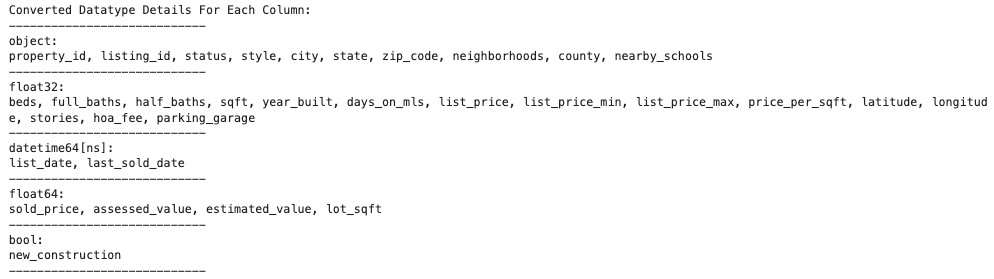 Converted Datatype Details For Each Column:
----------------------------
object:
property_id, listing_id, status, style, city, state, zip_code, neighborhoods, county, nearby_schools
----------------------------
float32:
beds, full_baths, half_baths, sqft, year_built, days_on_mls, list_price, list_price_min, list_price_max, price_per_sqft, latitude, longitud
e, stories, hoa_fee, parking_garage
----------------------------
datetime64[ns]:
list_date, last_sold_date
----------------------------
float64:
sold_price, assessed_value, estimated_value, lot_sqft
----------------------------
bool:
new_construction
----------------------------